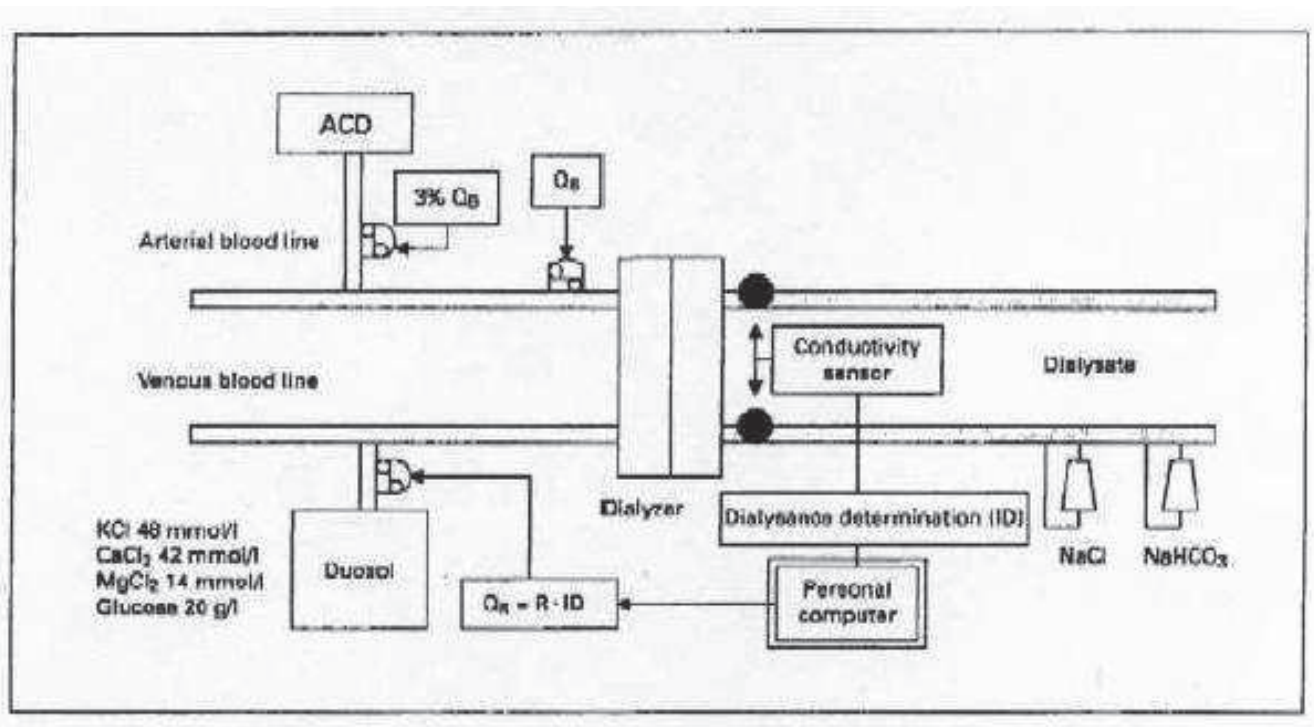 ACD
3% QB
QB
Arterial blood line
Conductivity
sensor
Dialysate
Venous blood line
Dialyzer
Dialysance determination (ID)
KCl 48 mmol/l
CaCl2 42 mmol/l
MgCl2 14 mmol/l
Glucose 20 g/l
Duosol
QR = R · ID
Personal
computer
NaCl
NaHCO3